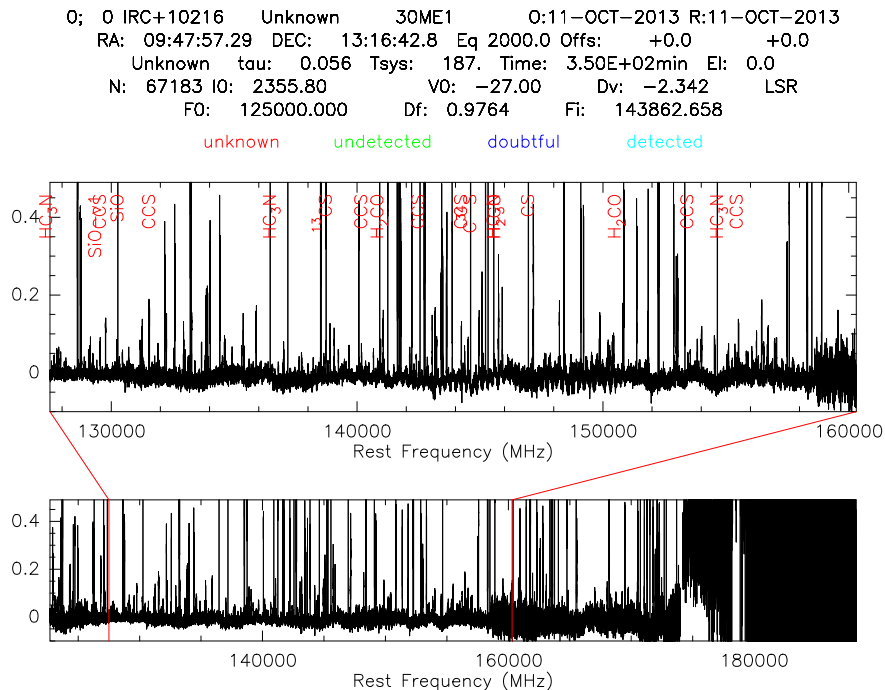 0; 0 IRC+10216 Unknown 30ME1 O:11-OCT-2013 R:11-OCT-2013
RA: 09:47:57.29 DEC: 13:16:42.8 Eq 2000.0 Offs: +0.0 +0.0
Unknown tau: 0.056 Tsys: 187. Time: 3.50E+02min El: 0.0
N: 67183 I0: 2355.80 V0: -27.00 Dv: -2.342 LSR
F0: 125000.000 Df: 0.9764 Fi: 143862.658
unknown undetected doubtful detected
HC₃N
CCS
SiO
CCS
HC₃N
CCS
H₂CO
CCS
CS
H₂CO
CCS
HC₃N
CCS
0.4
0.2
0
130000 140000 150000 160000
Rest Frequency (MHz)
0.4
0.2
0
140000 160000 180000
Rest Frequency (MHz)